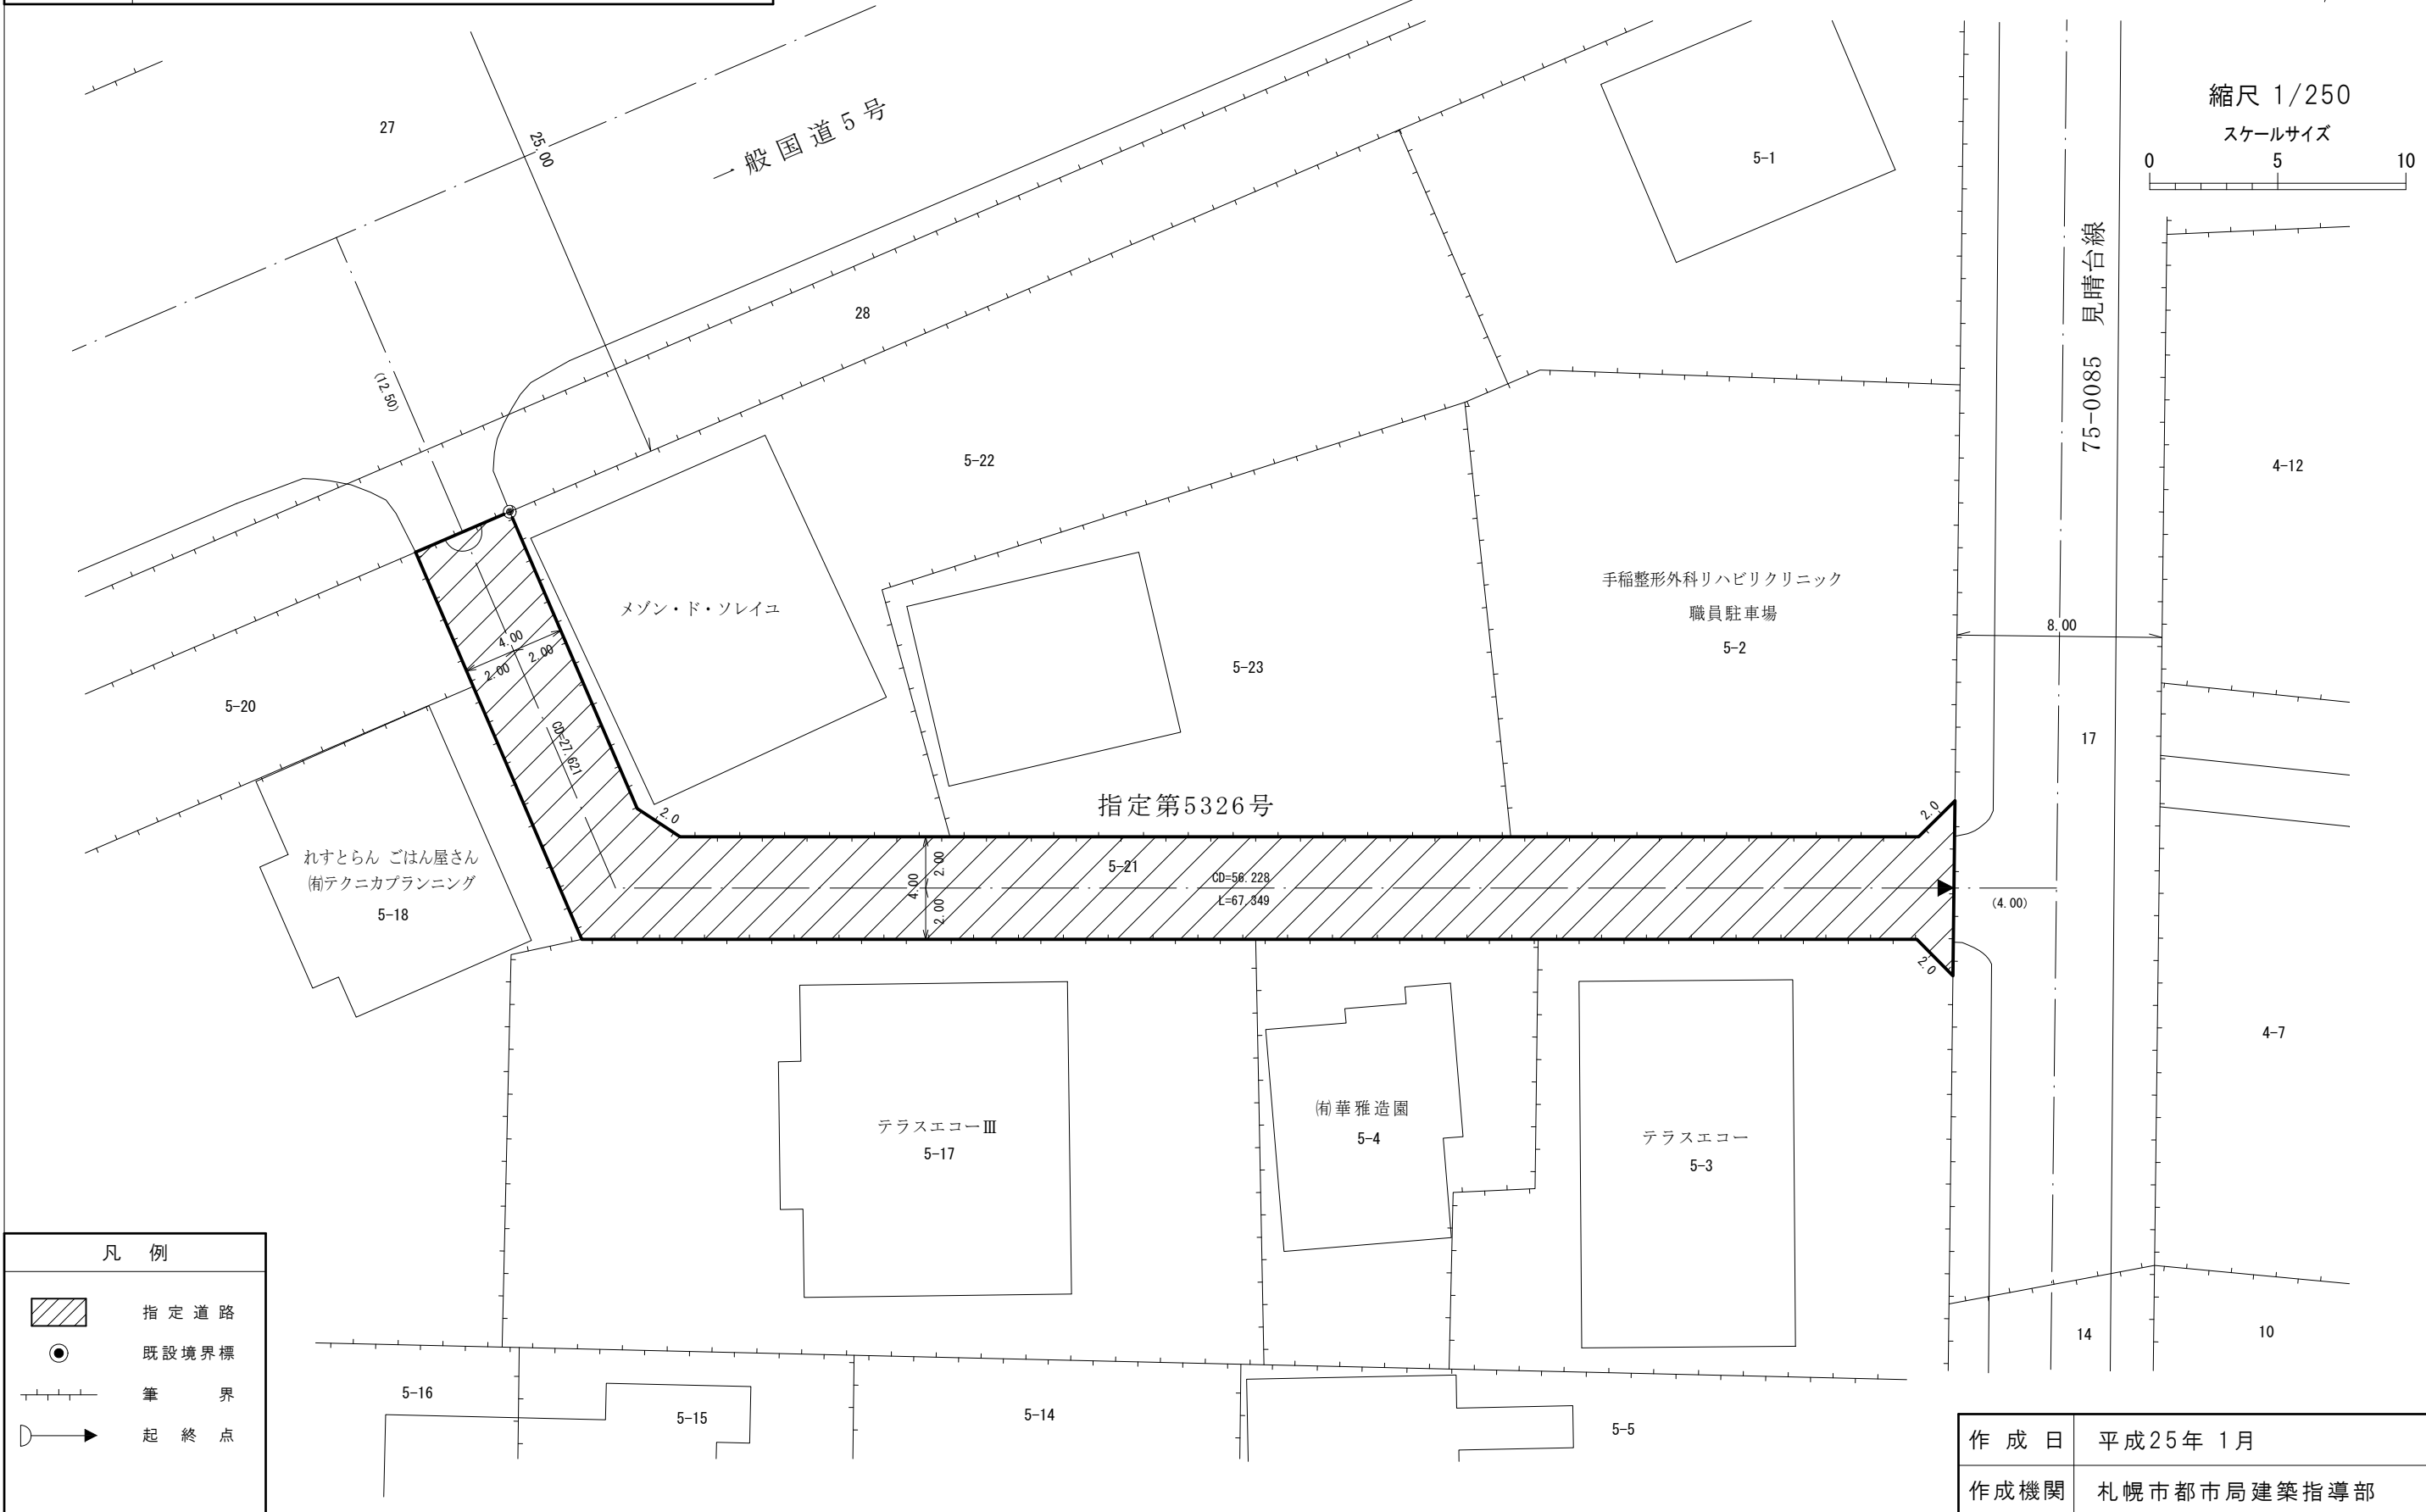 縮尺 1/250
スケールサイズ
0 5 10
27
25.00
一般国道5号
5-1
(12.50)
28
75-0085 見晴台線
5-22
4-12
メゾン・ド・ソレイユ
手稲整形外科リハビリクリニック
職員駐車場
5-2
8.00
4.00
2.00
2.00
5-23
5-20
CD=27.621
17
指定第5326号
2.0
2.0
れすとらん ごはん屋さん
㈲テクニカプランニング
5-18
4.00
2.00
2.00
5-21
CD=56.228
L=67.349
(4.00)
2.0
4-7
テラスエコーⅢ
5-17
㈲華雅造園
5-4
テラスエコー
5-3
凡 例
指定道路
既設境界標
筆 界
起終点
14
10
5-16
5-15
5-14
5-5
作成日 平成25年 1月
作成機関 札幌市都市局建築指導部